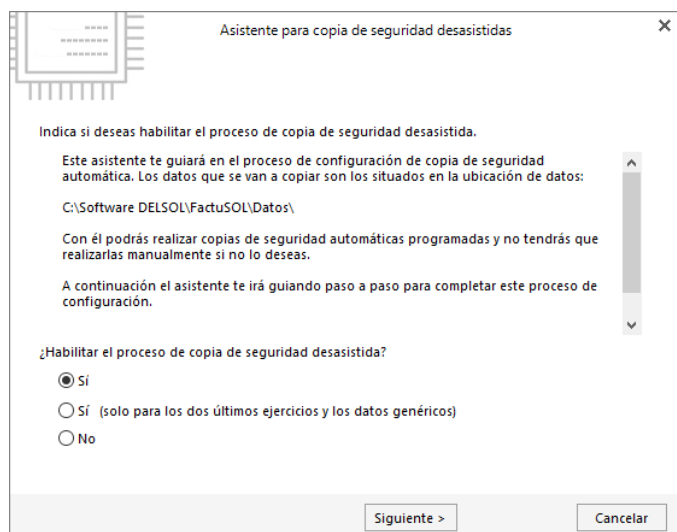 Asistente para copia de seguridad desasistidas
Indica si deseas habilitar el proceso de copia de seguridad desasistida.
Este asistente te guiará en el proceso de configuración de copia de seguridad
automática. Los datos que se van a copiar son los situados en la ubicación de datos:
C:\Software DELSOL\FactuSOL\Datos\
Con él podrás realizar copias de seguridad automáticas programadas y no tendrás que
realizarlas manualmente si no lo deseas.
A continuación el asistente te irá guiando paso a paso para completar este proceso de
configuración.
¿Habilitar el proceso de copia de seguridad desasistida?
Sí
Sí (solo para los dos últimos ejercicios y los datos genéricos)
No
Siguiente >
Cancelar